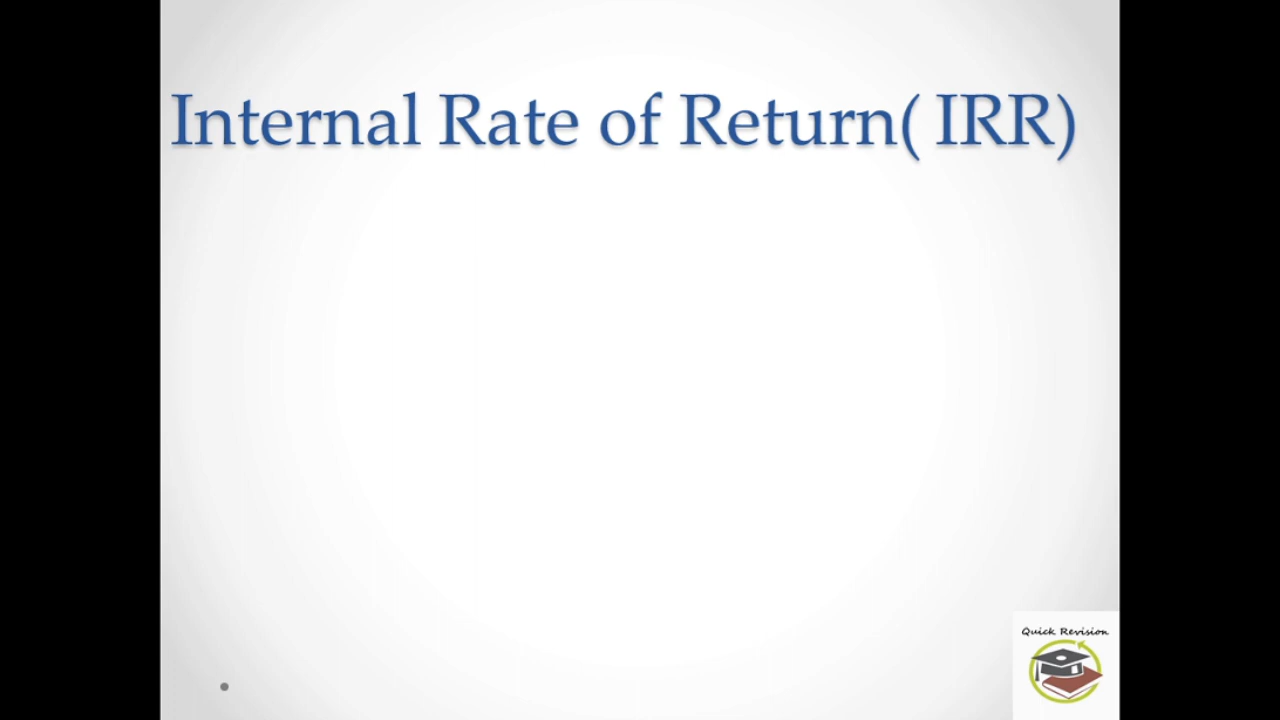 Internal Rate of Return( IRR)
Quick Revision